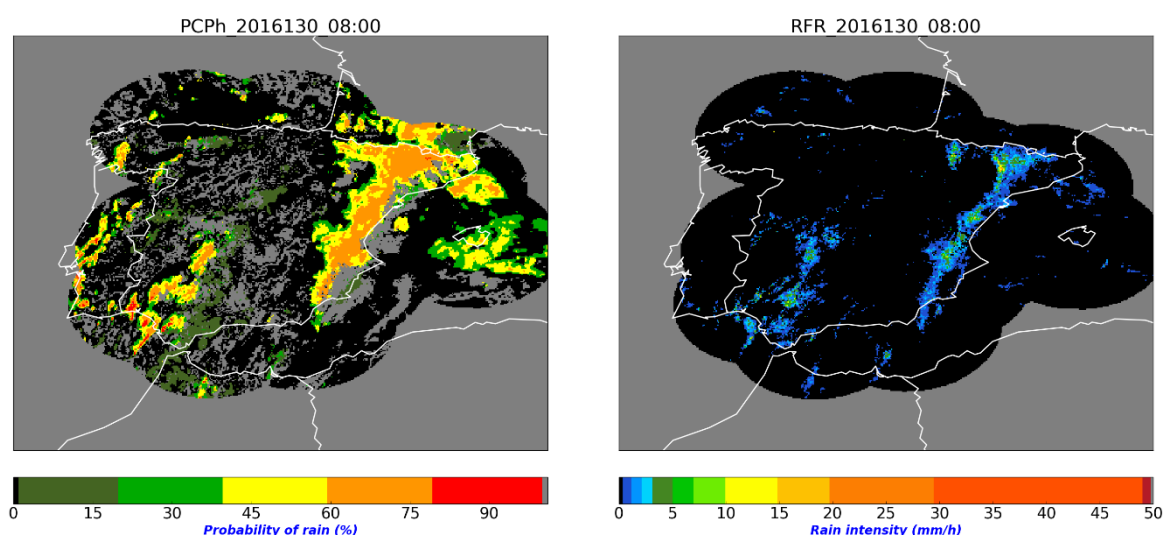 PCPh_2016130_08:00
RFR_2016130_08:00
0 15 30 45 60 75 90
Probability of rain (%)
0 5 10 15 20 25 30 35 40 45 50
Rain intensity (mm/h)